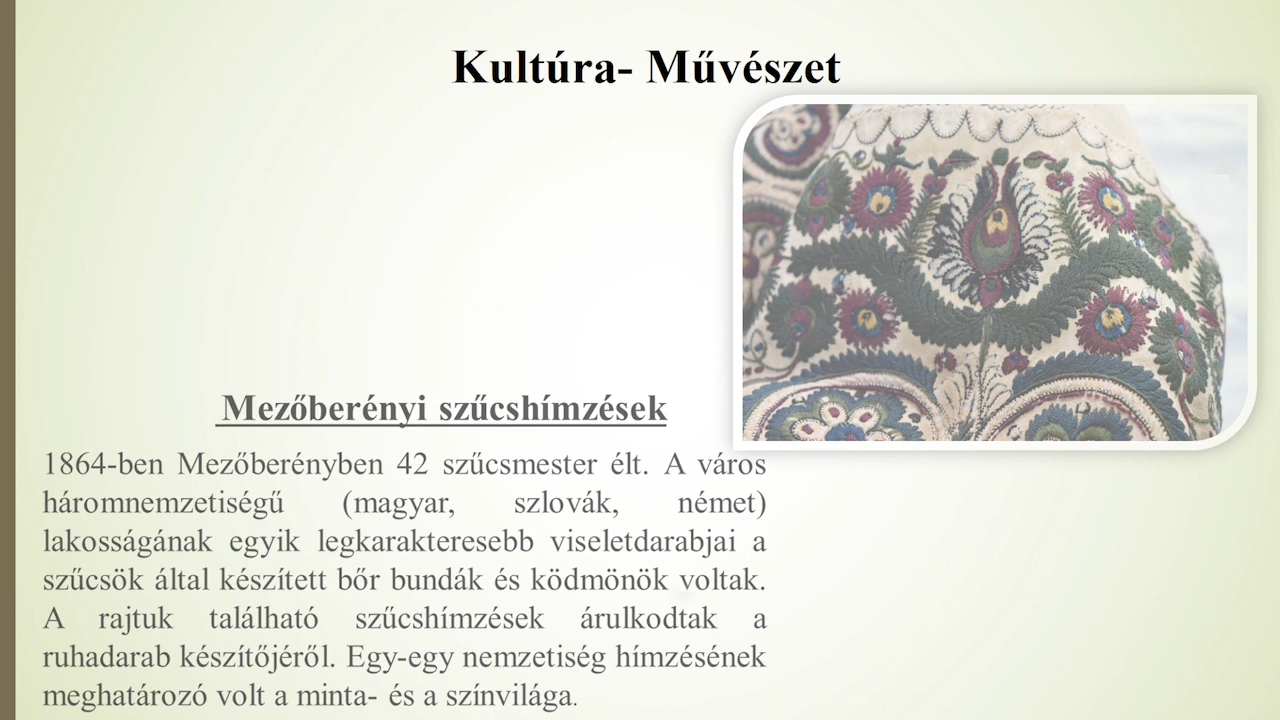 Kultúra- Művészet
Mezőberényi szűcshímzések
1864-ben Mezőberényben 42 szűcsmester élt. A város
háromnemzetiségű (magyar, szlovák, német)
lakosságának egyik legkarakteresebb viseletdarabjai a
szűcsök által készített bőr bundák és ködmönök voltak.
A rajtuk található szűcshímzések árulkodtak a
ruhadarab készítőjéről. Egy-egy nemzetiség hímzésének
meghatározó volt a minta- és a színvilága.